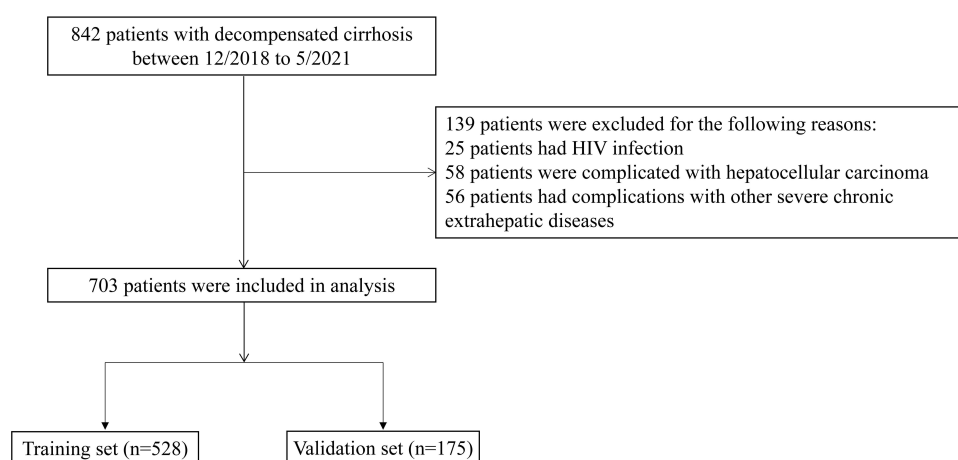 842 patients with decompensated cirrhosis
between 12/2018 to 5/2021
139 patients were excluded for the following reasons:
25 patients had HIV infection
58 patients were complicated with hepatocellular carcinoma
56 patients had complications with other severe chronic
extrahepatic diseases
703 patients were included in analysis
Training set (n=528)
Validation set (n=175)